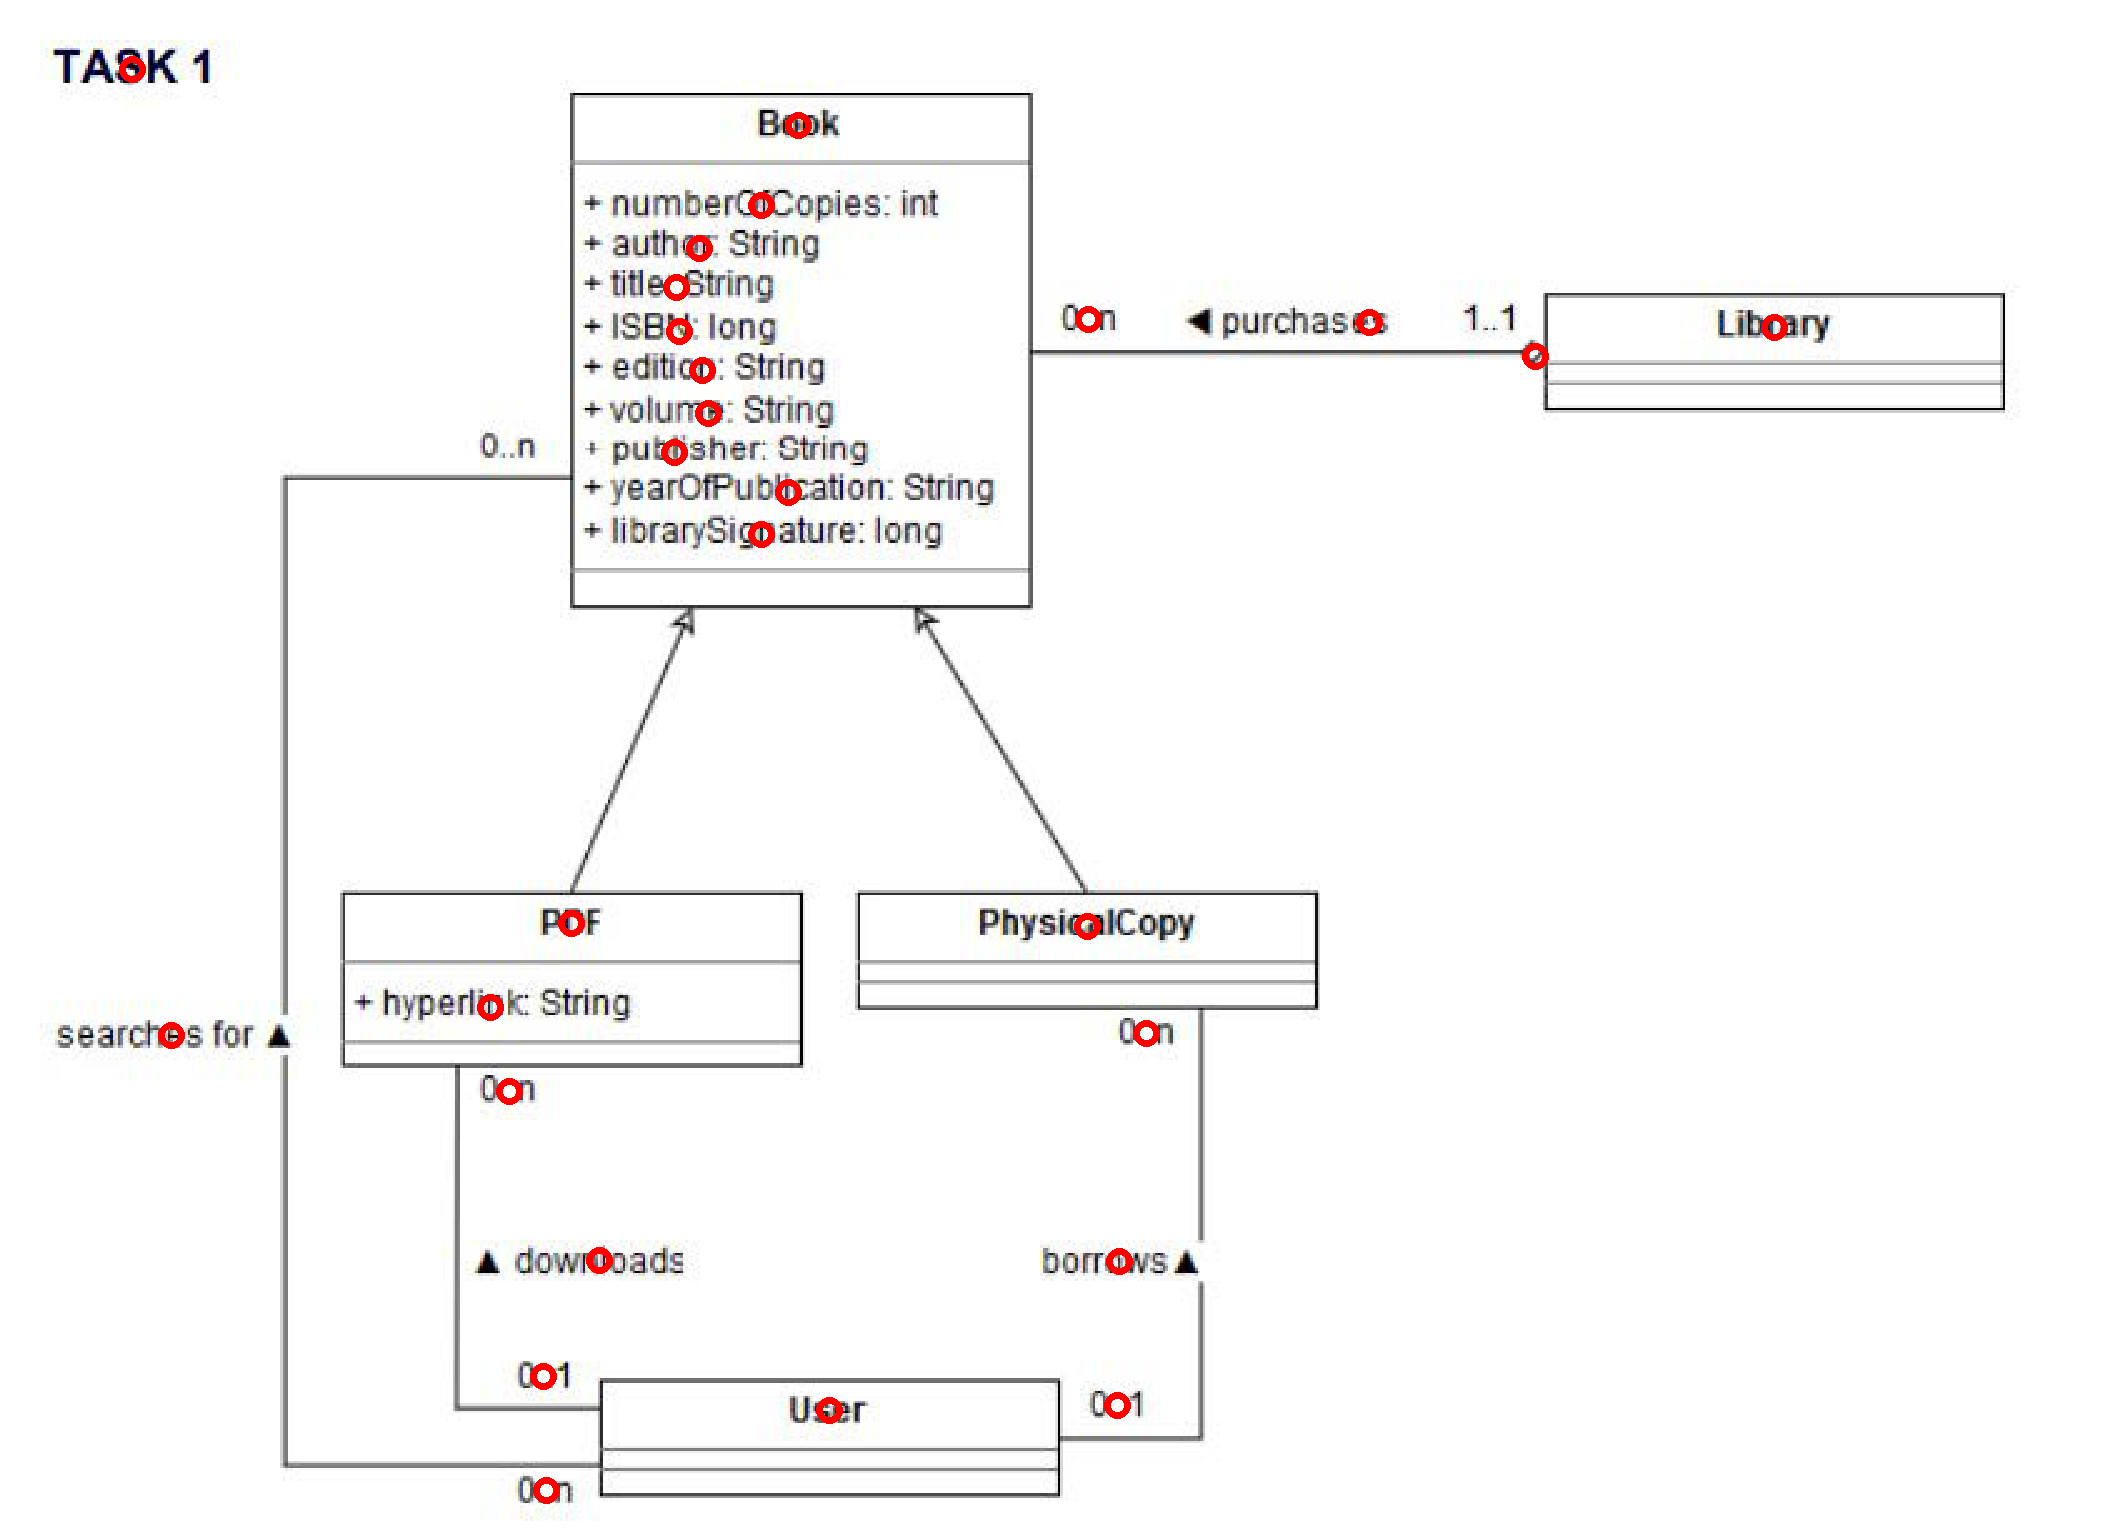 TASK 1
Book
+ numberOfCopies: int
+ author: String
+ title: String
+ ISBN: long
+ edition: String
+ volume: String
+ publisher: String
+ yearOfPublication: String
+ librarySignature: long
0..n
◀ purchases
1..1
Library
0..n
PDF
+ hyperlink: String
PhysicalCopy
searches for ▲
0..n
0..n
▲ downloads
borrows ▲
0..1
User
0..1
0..n